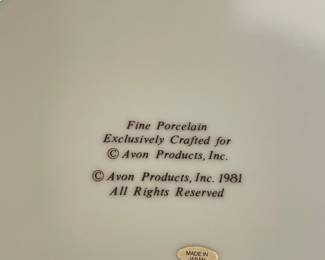 Fine Porcelain
Exclusively Crafted for
© Avon Products, Inc.
© Avon Products, Inc. 1981
All Rights Reserved
MADE IN
JAPAN